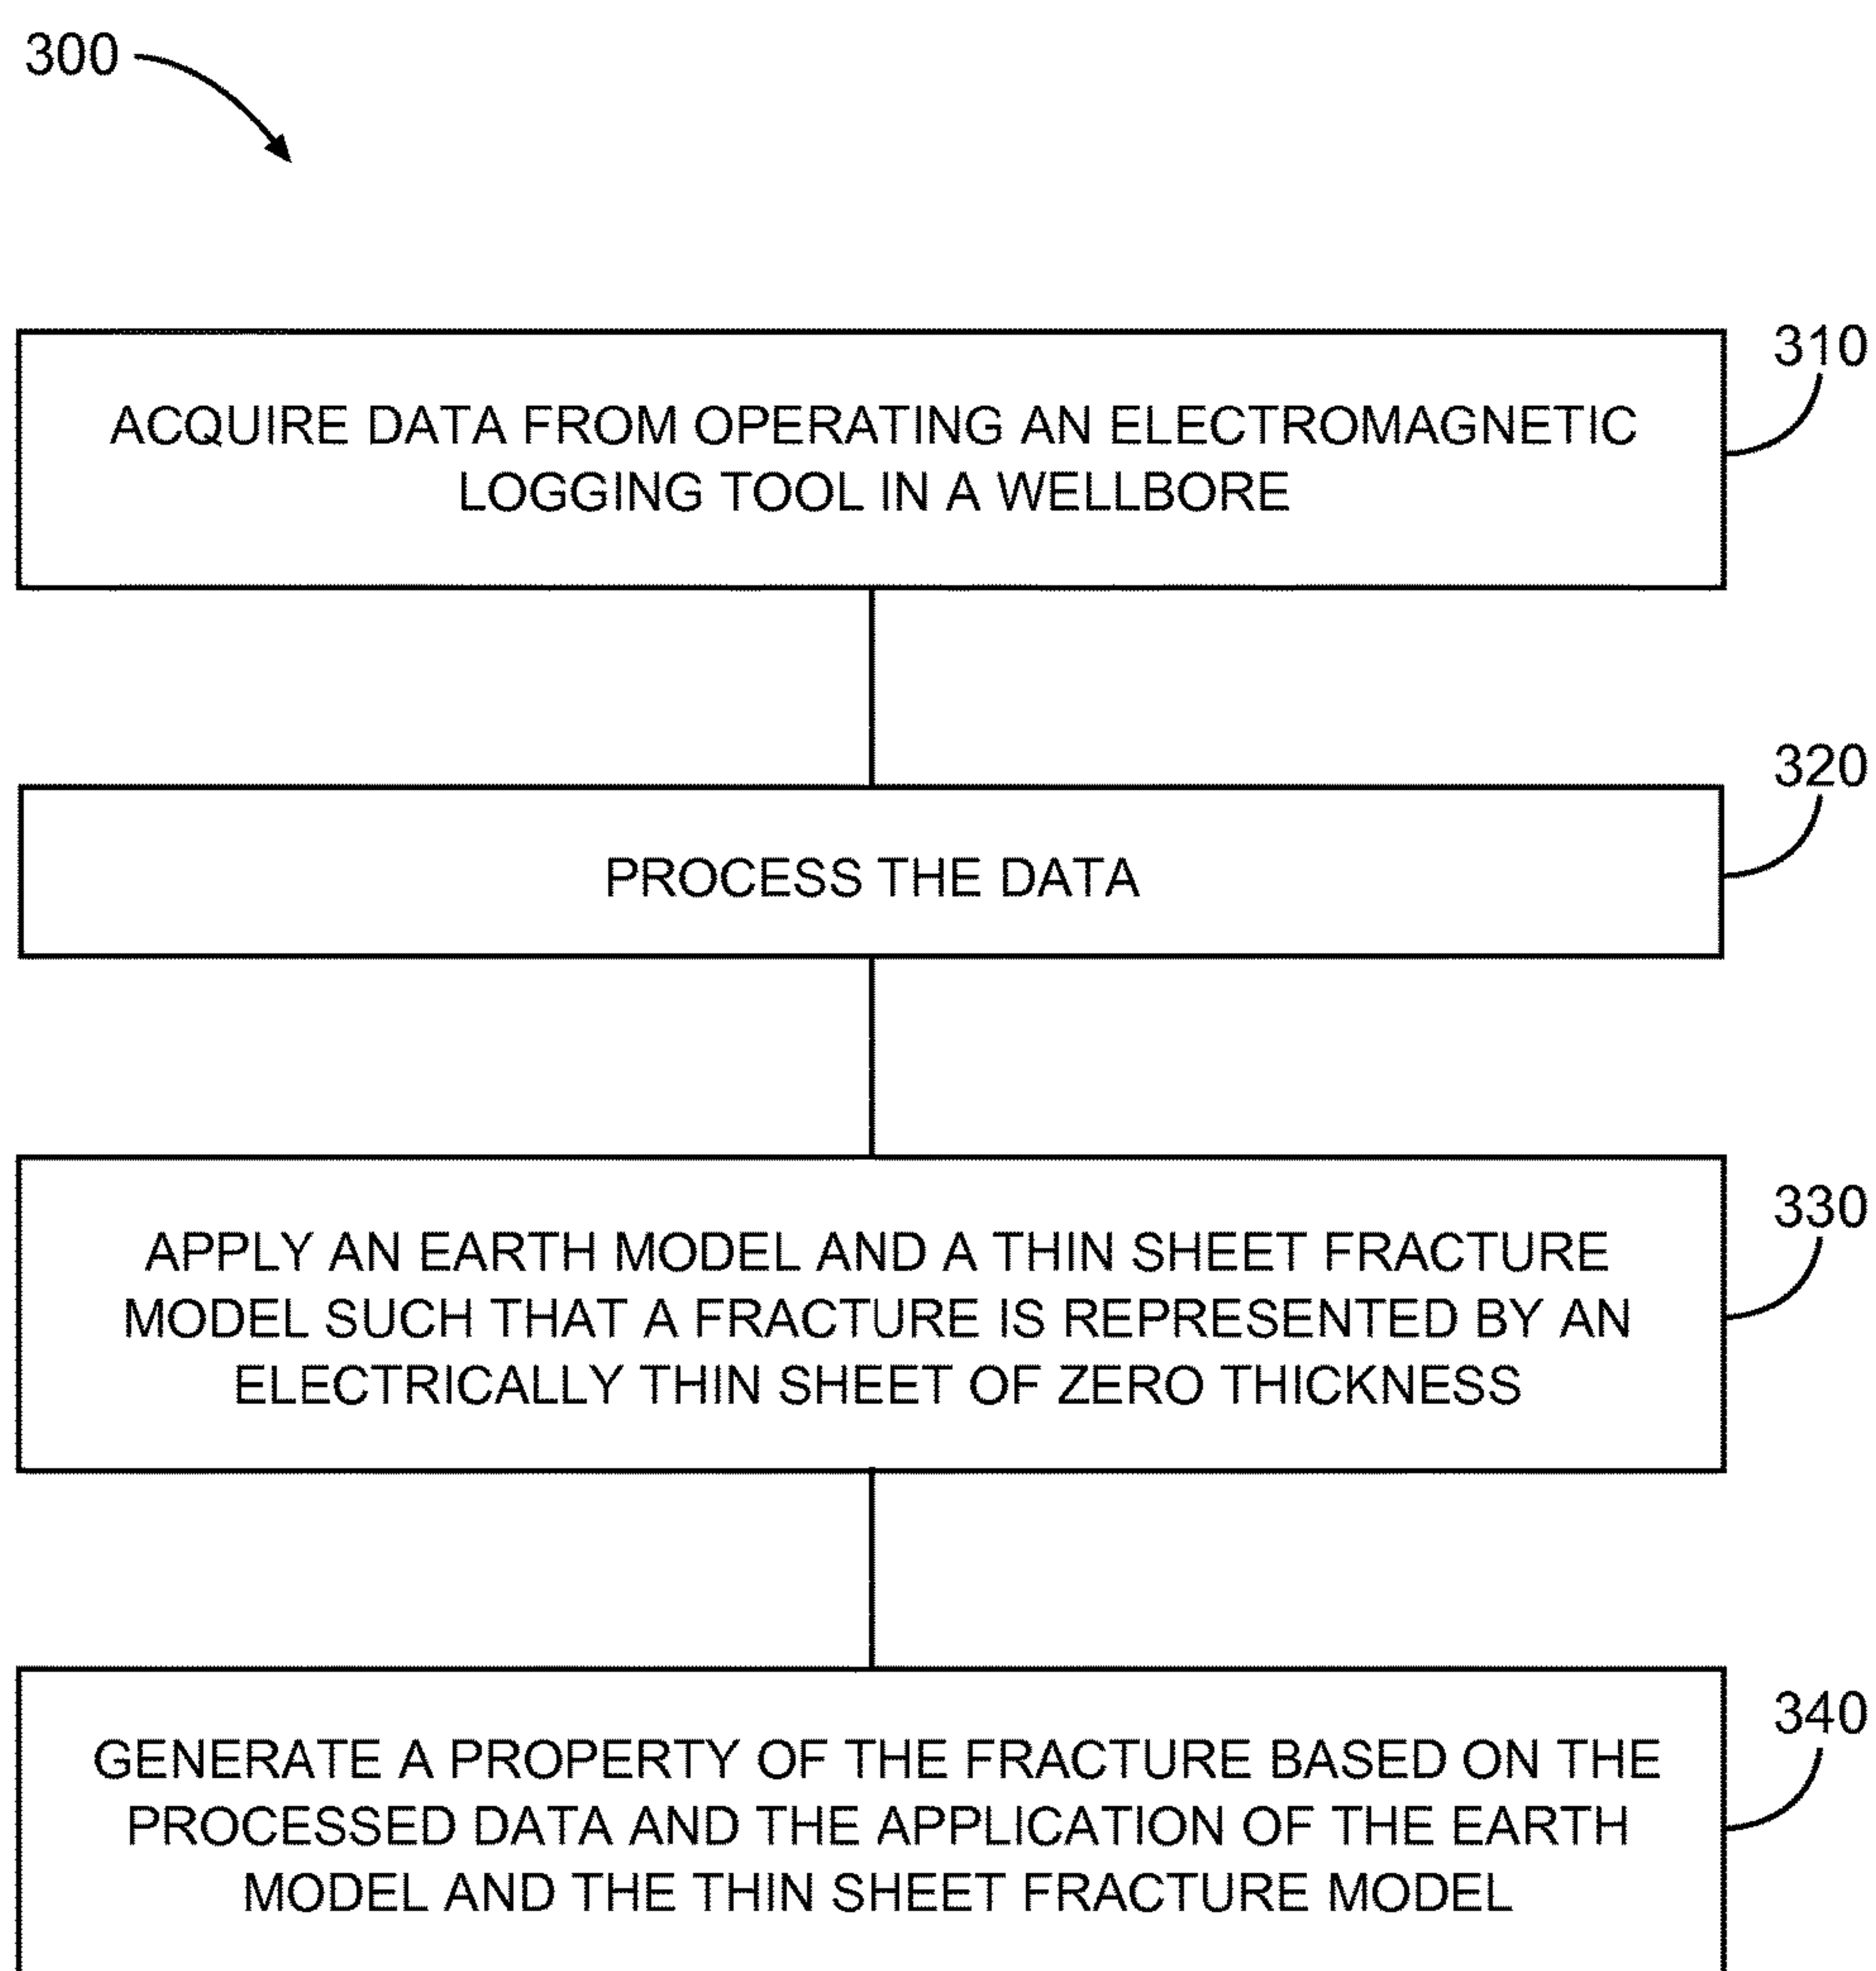 300
310
ACQUIRE DATA FROM OPERATING AN ELECTROMAGNETIC
LOGGING TOOL IN A WELLBORE
320
PROCESS THE DATA
330
APPLY AN EARTH MODEL AND A THIN SHEET FRACTURE
MODEL SUCH THAT A FRACTURE IS REPRESENTED BY AN
ELECTRICALLY THIN SHEET OF ZERO THICKNESS
340
GENERATE A PROPERTY OF THE FRACTURE BASED ON THE
PROCESSED DATA AND THE APPLICATION OF THE EARTH
MODEL AND THE THIN SHEET FRACTURE MODEL